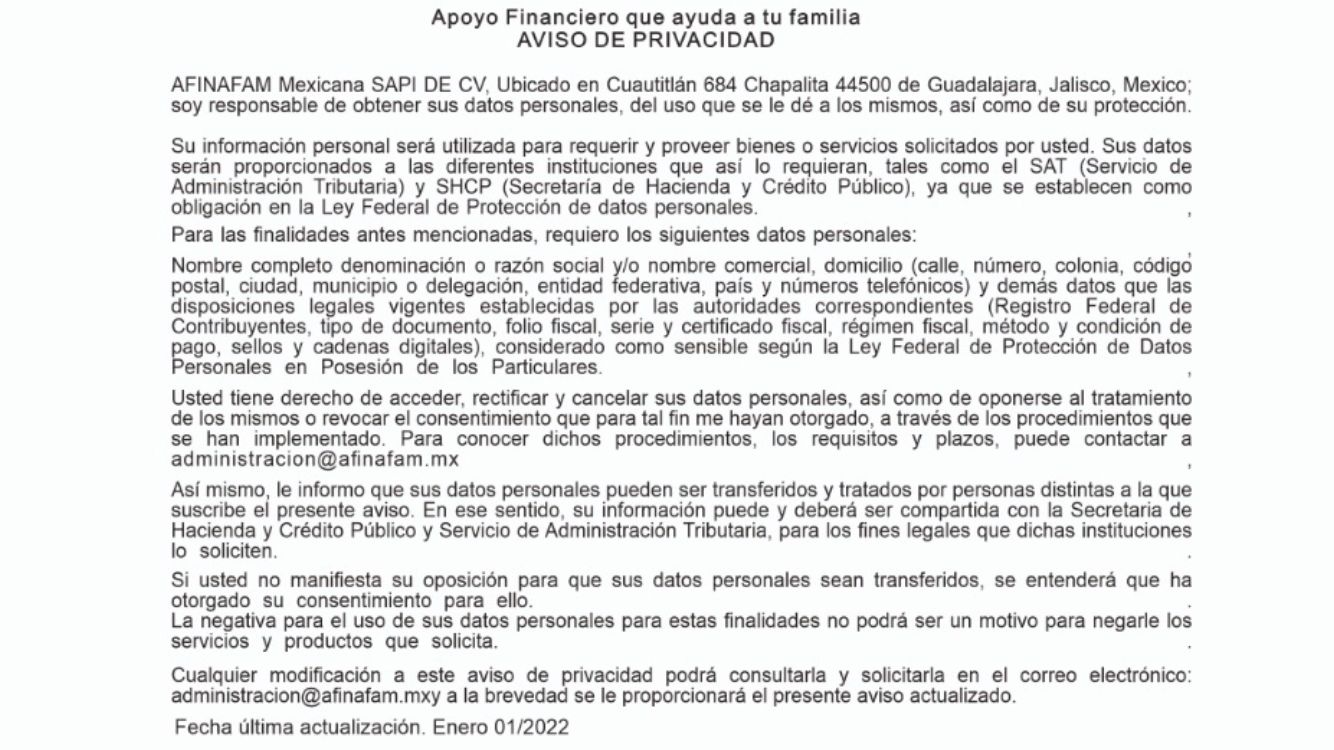 Apoyo Financiero que ayuda a tu familia
AVISO DE PRIVACIDAD
AFINAFAM Mexicana SAPI DE CV, Ubicado en Cuautitlán 684 Chapalita 44500 de Guadalajara, Jalisco, Mexico;
soy responsable de obtener sus datos personales, del uso que se le dé a los mismos, así como de su protección.
Su información personal será utilizada para requerir y proveer bienes o servicios solicitados por usted. Sus datos
serán proporcionados a las diferentes instituciones que así lo requieran, tales como el SAT (Servicio de
Administración Tributaria) y SHCP (Secretaría de Hacienda y Crédito Público), ya que se establecen como
obligación en la Ley Federal de Protección de datos personales. ,
Para las finalidades antes mencionadas, requiero los siguientes datos personales:
,
Nombre completo denominación o razón social y/o nombre comercial, domicilio (calle, número, colonia, código
postal, ciudad, municipio o delegación, entidad federativa, país y números telefónicos) y demás datos que las
disposiciones legales vigentes establecidas por las autoridades correspondientes (Registro Federal de
Contribuyentes, tipo de documento, folio fiscal, serie y certificado fiscal, régimen fiscal, método y condición de
pago, sellos y cadenas digitales), considerado como sensible según la Ley Federal de Protección de Datos
Personales en Posesión de los Particulares. ,
Usted tiene derecho de acceder, rectificar y cancelar sus datos personales, así como de oponerse al tratamiento
de los mismos o revocar el consentimiento que para tal fin me hayan otorgado, a través de los procedimientos que
se han implementado. Para conocer dichos procedimientos, los requisitos y plazos, puede contactar a
administracion@afinafam.mx ,
Así mismo, le informo que sus datos personales pueden ser transferidos y tratados por personas distintas a la que
suscribe el presente aviso. En ese sentido, su información puede y deberá ser compartida con la Secretaria de
Hacienda y Crédito Público y Servicio de Administración Tributaria, para los fines legales que dichas instituciones
lo soliciten. .
Si usted no manifiesta su oposición para que sus datos personales sean transferidos, se entenderá que ha
otorgado su consentimiento para ello. .
La negativa para el uso de sus datos personales para estas finalidades no podrá ser un motivo para negarle los
servicios y productos que solicita. .
Cualquier modificación a este aviso de privacidad podrá consultarla y solicitarla en el correo electrónico:
administracion@afinafam.mxy a la brevedad se le proporcionará el presente aviso actualizado.
Fecha última actualización. Enero 01/2022